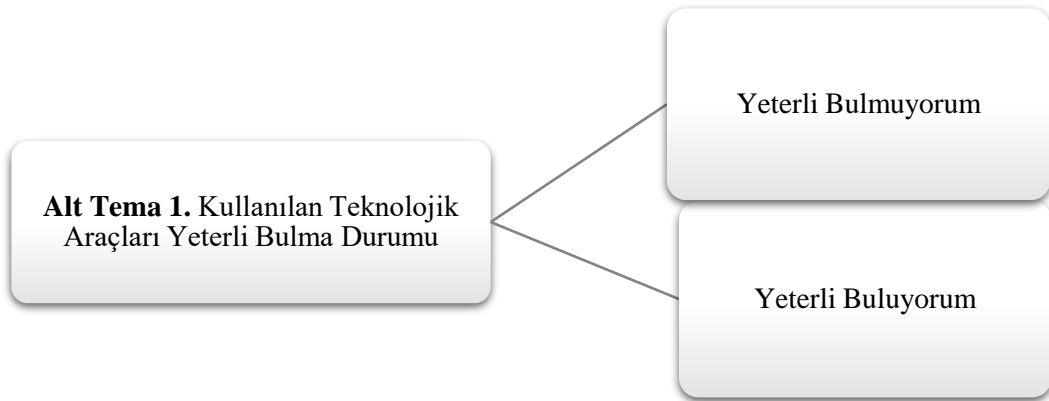 Yeterli Bulmuyorum
Alt Tema 1. Kullanılan Teknolojik
Araçları Yeterli Bulma Durumu
Yeterli Buluyorum